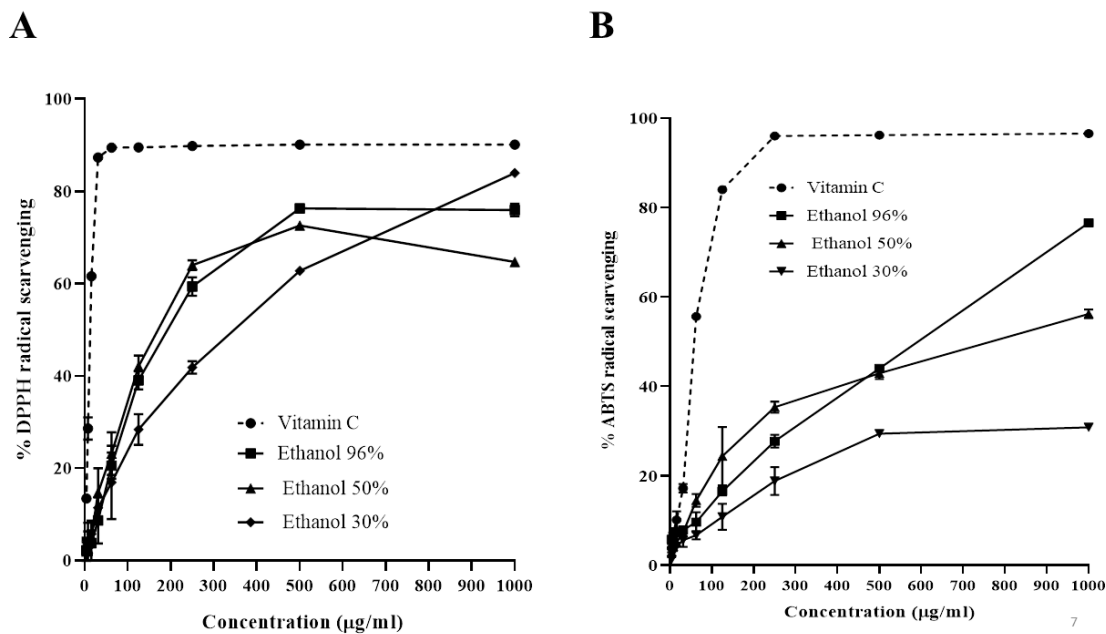 A
B
100
80
60
40
20
0
% DPPH radical scarvenging
Vitamin C
Ethanol 96%
Ethanol 50%
Ethanol 30%
0 100 200 300 400 500 600 700 800 900 1000
Concentration (μg/ml)
100
80
60
40
20
0
% ABTS radical scarvenging
Vitamin C
Ethanol 96%
Ethanol 50%
Ethanol 30%
0 100 200 300 400 500 600 700 800 900 1000
Concentration (μg/ml)
7